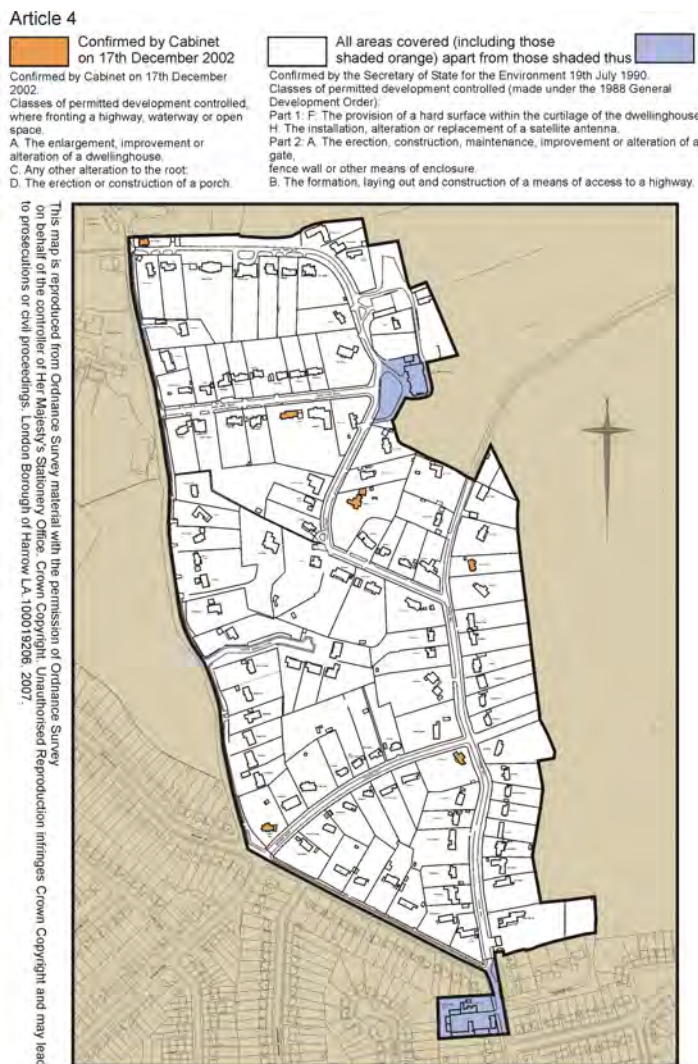 Article 4
Confirmed by Cabinet
on 17th December 2002
All areas covered (including those
shaded orange) apart from those shaded thus
Confirmed by Cabinet on 17th December
2002.
Classes of permitted development controlled,
where fronting a highway, waterway or open
space.
A. The enlargement, improvement or
alteration of a dwellinghouse.
C. Any other alteration to the root:
D. The erection or construction of a porch.
Confirmed by the Secretary of State for the Environment 19th July 1990.
Classes of permitted development controlled (made under the 1988 General
Development Order):
Part 1: F: The provision of a hard surface within the curtilage of the dwellinghouse
H. The installation, alteration or replacement of a satellite antenna.
Part 2: A. The erection, construction, maintenance, improvement or alteration of a
gate,
fence wall or other means of enclosure.
B. The formation, laying out and construction of a means of access to a highway.
This map is reproduced from Ordnance Survey material with the permission of Ordnance Survey
on behalf of the controller of Her Majesty's Stationery Office. Crown Copyright. Unauthorised Reproduction infringes Crown Copyright and may lead
to prosecutions or civil proceedings. London Borough of Harrow LA.100019206. 2007.